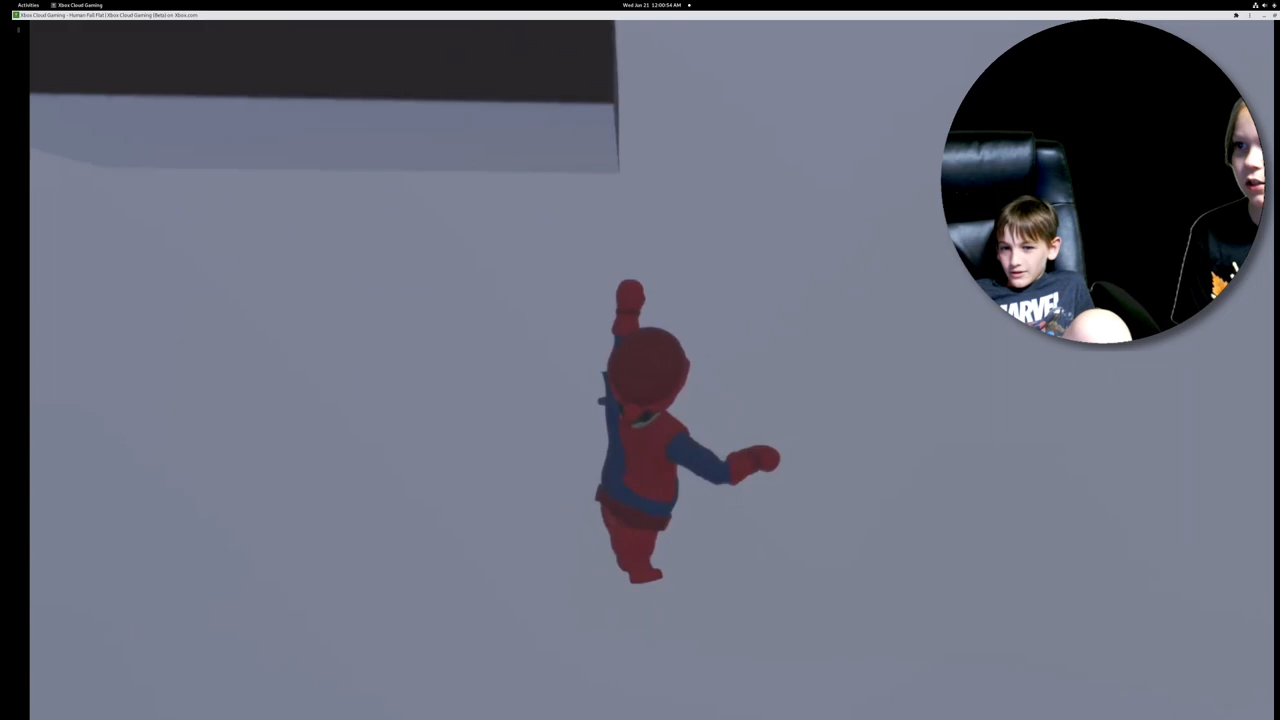 Activities
Xbox Cloud Gaming
Wed Jun 21 12:00:54 AM
Xbox Cloud Gaming - Human Fall Flat | Xbox Cloud Gaming (Beta) on Xbox.com
MARVEL